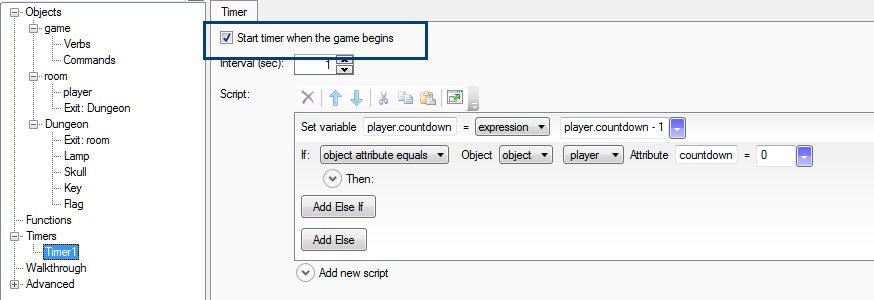 Objects
game
Verbs
Commands
room
player
Exit: Dungeon
Dungeon
Exit: room
Lamp
Skull
Key
Flag
Functions
Timers
Timer1
Walkthrough
Advanced
Timer
Start timer when the game begins
Interval (sec): 1
Script:
Set variable player.countdown = expression player.countdown - 1
If: object attribute equals Object object player Attribute countdown = 0
Then:
Add Else If
Add Else
Add new script